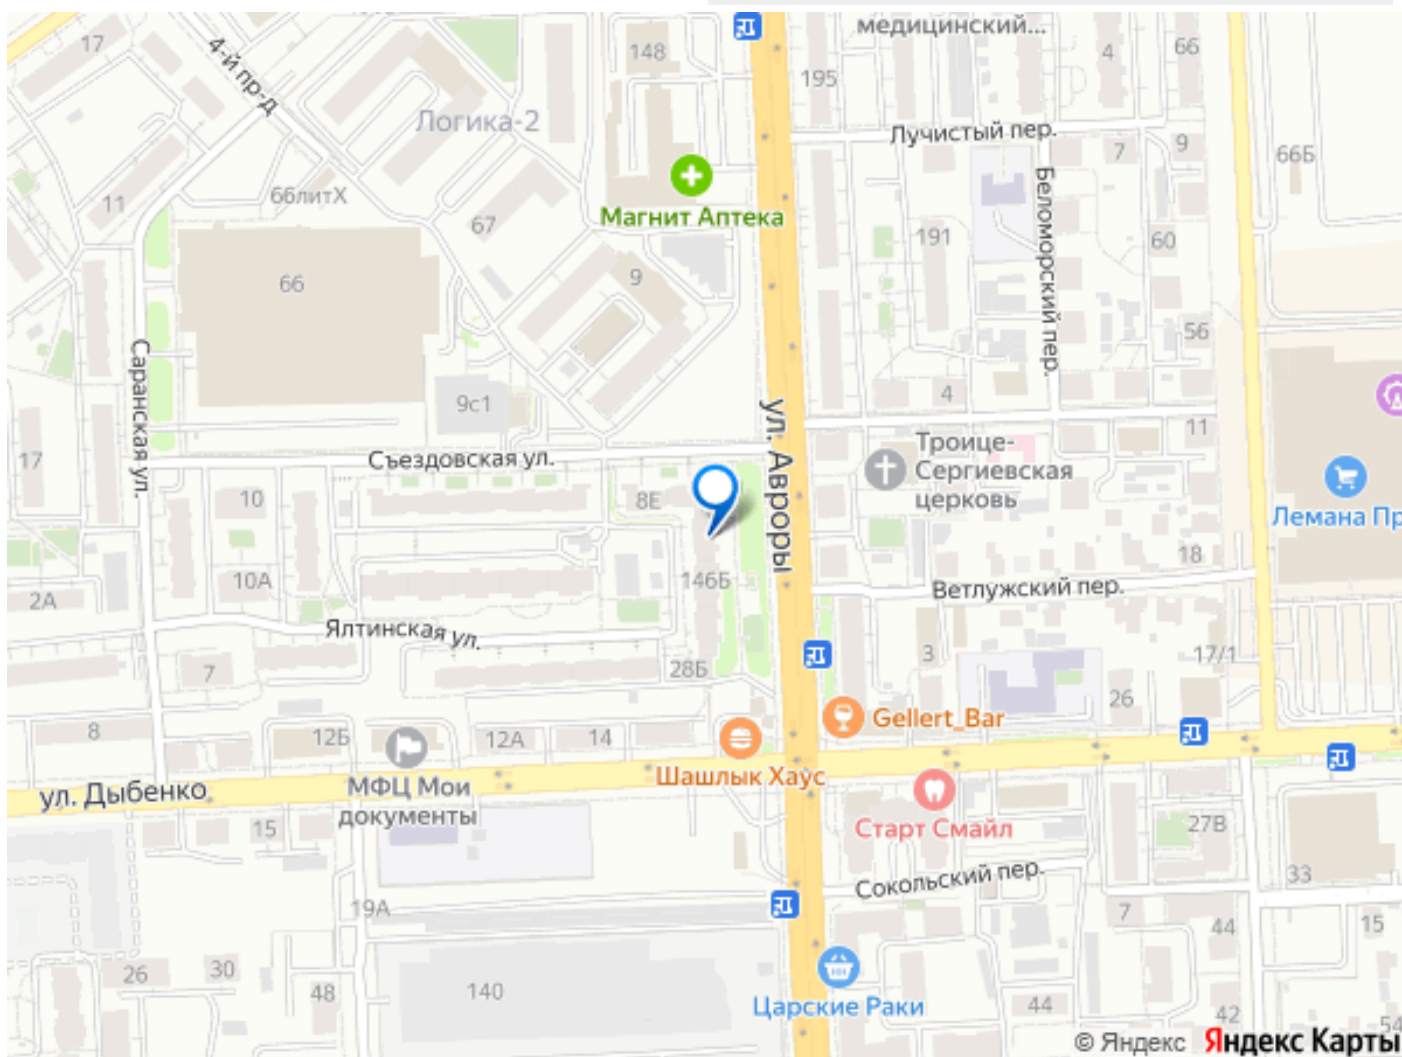 медицинский...
17
4-й пр-д
148
195
4
66
Логика-2
Лучистый пер.
7
9
66Б
66литХ
11
67
Магнит Аптека
191
60
Беломорский пер.
66
9
56
Саранская ул.
9с1
4
ул. Авроры
11
17
Съездовская ул.
Троице-
Сергиевская
церковь
10
8Е
Лемана Пр
18
2А
10А
146Б
Ветлужский пер.
Ялтинская ул.
7
28Б
3
17/1
26
8
12Б
12А
14
Gellert_Bar
Шашлык Хаус
ул. Дыбенко
МФЦ Мои
документы
15
Старт Смайл
27В
Сокольский пер.
33
19А
7
44
15
26
30
48
140
Царские Раки
44
42
54
© Яндекс Яндекс Карты